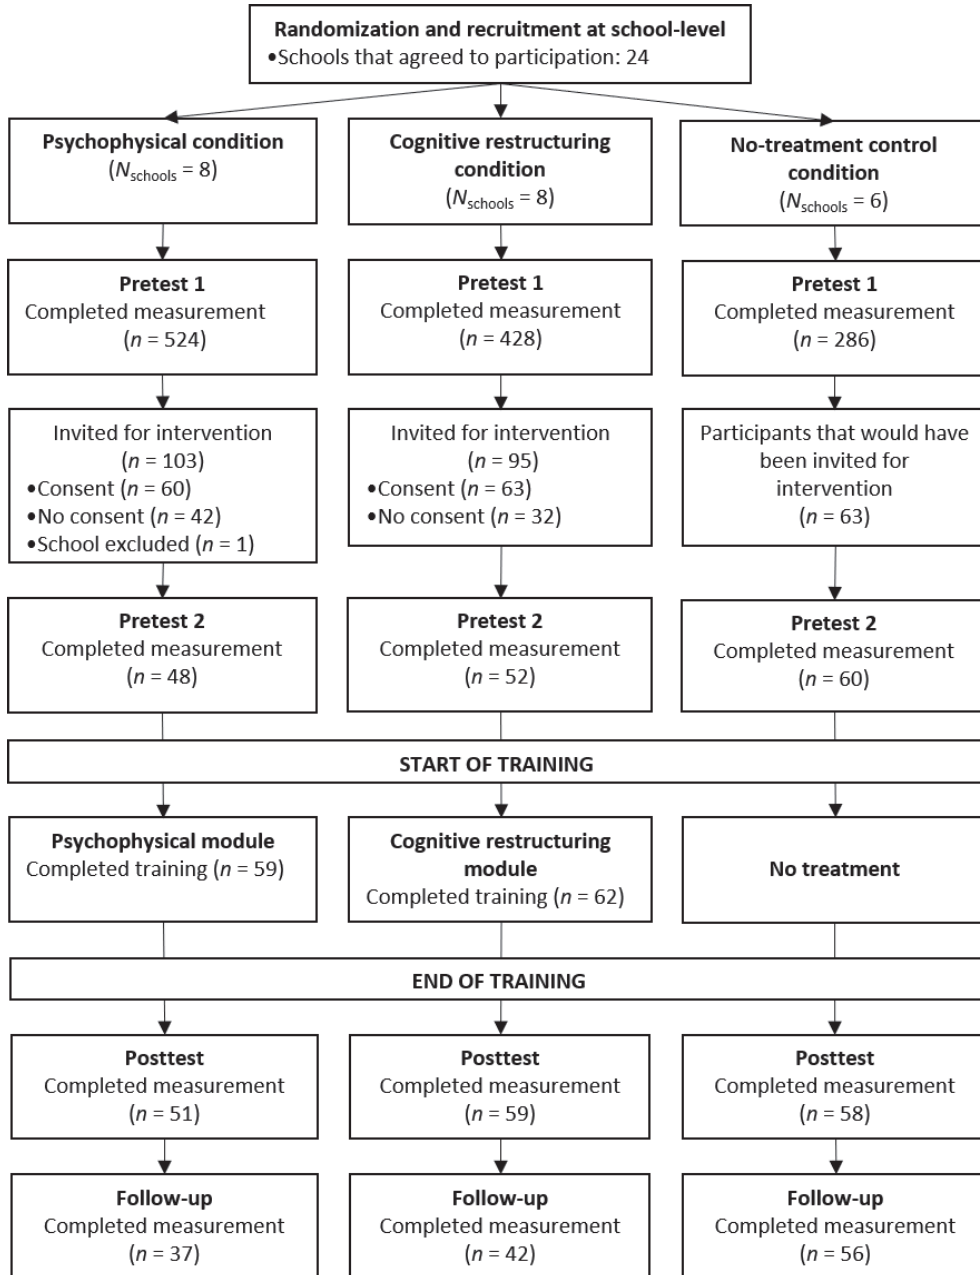 Randomization and recruitment at school-level
•Schools that agreed to participation: 24
Psychophysical condition
(Nschools = 8)
Cognitive restructuring
condition
(Nschools = 8)
No-treatment control
condition
(Nschools = 6)
Pretest 1
Completed measurement
(n = 524)
Pretest 1
Completed measurement
(n = 428)
Pretest 1
Completed measurement
(n = 286)
Invited for intervention
(n = 103)
•Consent (n = 60)
•No consent (n = 42)
•School excluded (n = 1)
Invited for intervention
(n = 95)
•Consent (n = 63)
•No consent (n = 32)
Participants that would have
been invited for
intervention
(n = 63)
Pretest 2
Completed measurement
(n = 48)
Pretest 2
Completed measurement
(n = 52)
Pretest 2
Completed measurement
(n = 60)
START OF TRAINING
Psychophysical module
Completed training (n = 59)
Cognitive restructuring
module
Completed training (n = 62)
No treatment
END OF TRAINING
Posttest
Completed measurement
(n = 51)
Posttest
Completed measurement
(n = 59)
Posttest
Completed measurement
(n = 58)
Follow-up
Completed measurement
(n = 37)
Follow-up
Completed measurement
(n = 42)
Follow-up
Completed measurement
(n = 56)